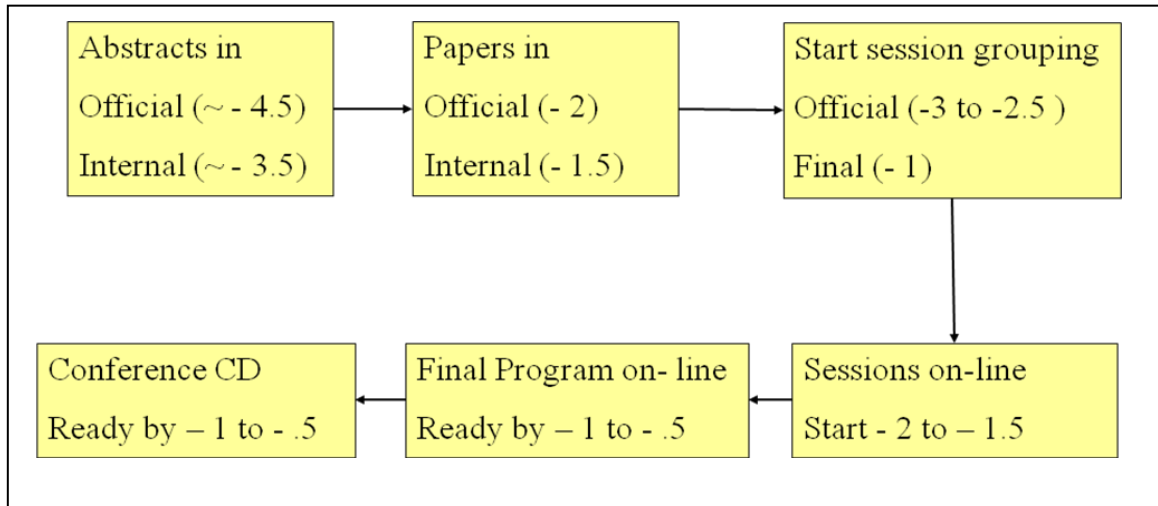 Abstracts in
Official (~ - 4.5)
Internal (~ - 3.5)
Papers in
Official (- 2)
Internal (- 1.5)
Start session grouping
Official (-3 to -2.5 )
Final (- 1)
Sessions on-line
Start - 2 to – 1.5
Final Program on- line
Ready by – 1 to - .5
Conference CD
Ready by – 1 to - .5